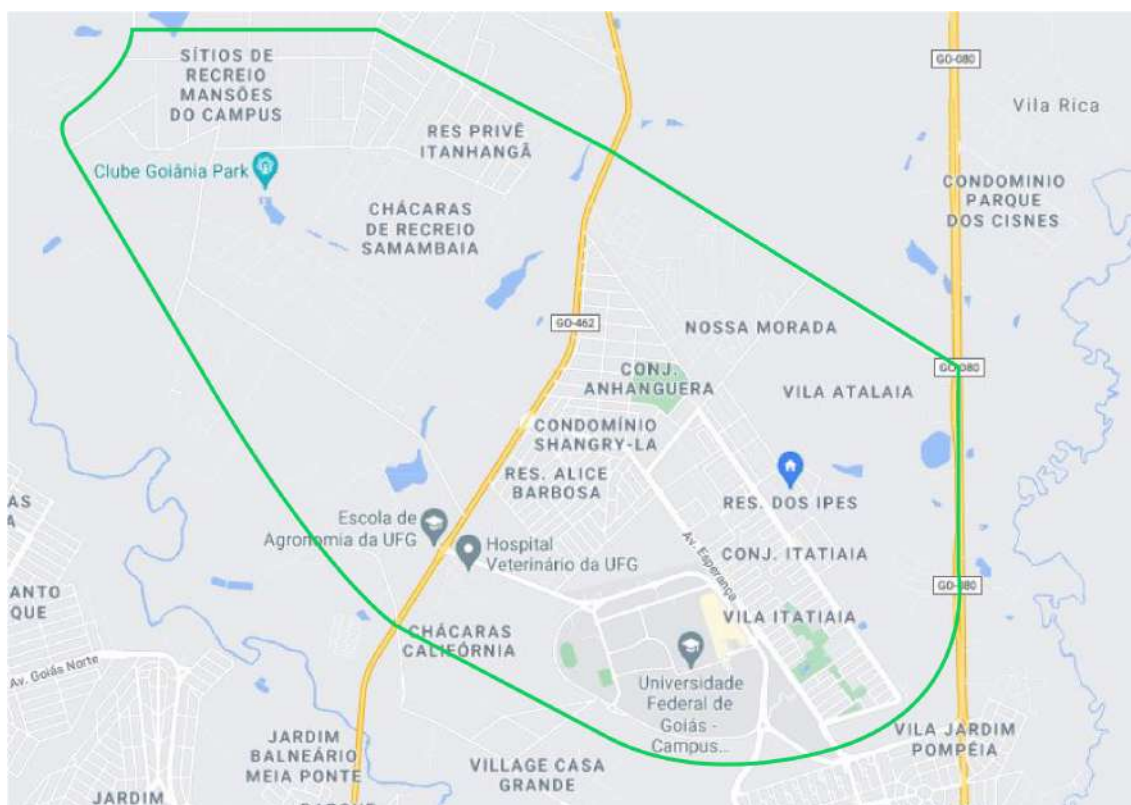 SÍTIOS DE
RECREIO
MANSÕES
DO CAMPUS
GO-080
Vila Rica
RES PRIVÊ
ITANHANGÃ
Clube Goiânia Park
CONDOMINIO
PARQUE
DOS CISNES
CHÁCARAS
DE RECREIO
SAMAMBAIA
GO-462
NOSSA MORADA
CONJ.
ANHANGUERA
GO-080
VILA ATALAIA
CONDOMÍNIO
SHANGRY-LA
RES. ALICE
BARBOSA
RES. DOS IPES
AS
A
Escola de
Agronomia da UFG
Hospital
Veterinário da UFG
Av. Esperança
CONJ. ITATIAIA
GO-080
ANTO
QUE
VILA ITATIAIA
CHÁCARAS
CALIFÓRNIA
Av. Goiás Norte
Universidade
Federal de
Goiás -
Campus...
VILA JARDIM
POMPÉIA
JARDIM
BALNEÁRIO
MEIA PONTE
VILLAGE CASA
GRANDE
JARDIM